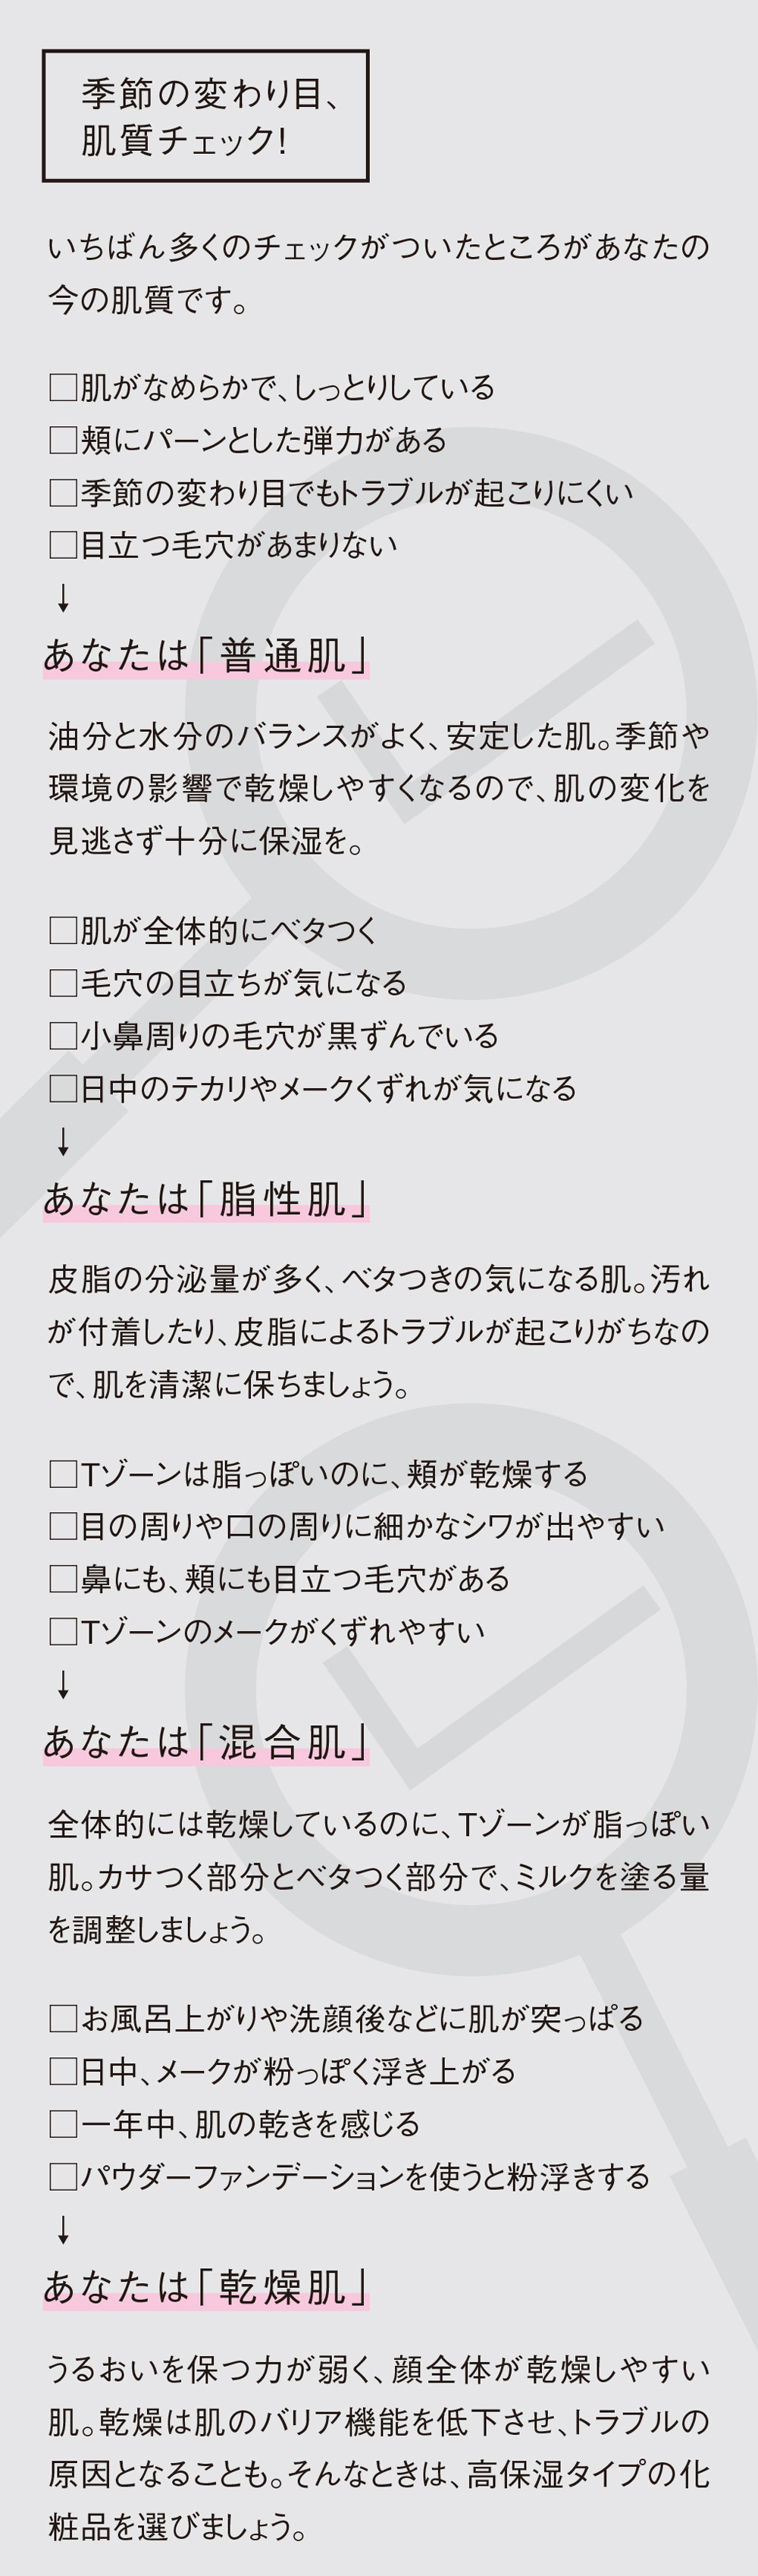 季節の変わり目、
肌質チェック!
いちばん多くのチェックがついたところがあなたの
今の肌質です。
□肌がなめらかで、しっとりしている
□頬にパーンとした弾力がある
□季節の変わり目でもトラブルが起こりにくい
□目立つ毛穴があまりない
↓
あなたは「普通肌」
油分と水分のバランスがよく、安定した肌。季節や
環境の影響で乾燥しやすくなるので、肌の変化を
見逃さず十分に保湿を。
□肌が全体的にベタつく
□毛穴の目立ちが気になる
□小鼻周りの毛穴が黒ずんでいる
□日中のテカリやメークくずれが気になる
↓
あなたは「脂性肌」
皮脂の分泌量が多く、ベタつきの気になる肌。汚れ
が付着したり、皮脂によるトラブルが起こりがちなの
で、肌を清潔に保ちましょう。
□Tゾーンは脂っぽいのに、頬が乾燥する
□目の周りや口の周りに細かなシワが出やすい
□鼻にも、頬にも目立つ毛穴がある
□Tゾーンのメークがくずれやすい
↓
あなたは「混合肌」
全体的には乾燥しているのに、Tゾーンが脂っぽい
肌。カサつく部分とベタつく部分で、ミルクを塗る量
を調整しましょう。
□お風呂上がりや洗顔後などに肌が突っぱる
□日中、メークが粉っぽく浮き上がる
□一年中、肌の乾きを感じる
□パウダーファンデーションを使うと粉浮きする
↓
あなたは「乾燥肌」
うるおいを保つ力が弱く、顔全体が乾燥しやすい
肌。乾燥は肌のバリア機能を低下させ、トラブルの
原因となることも。そんなときは、高保湿タイプの化
粧品を選びましょう。